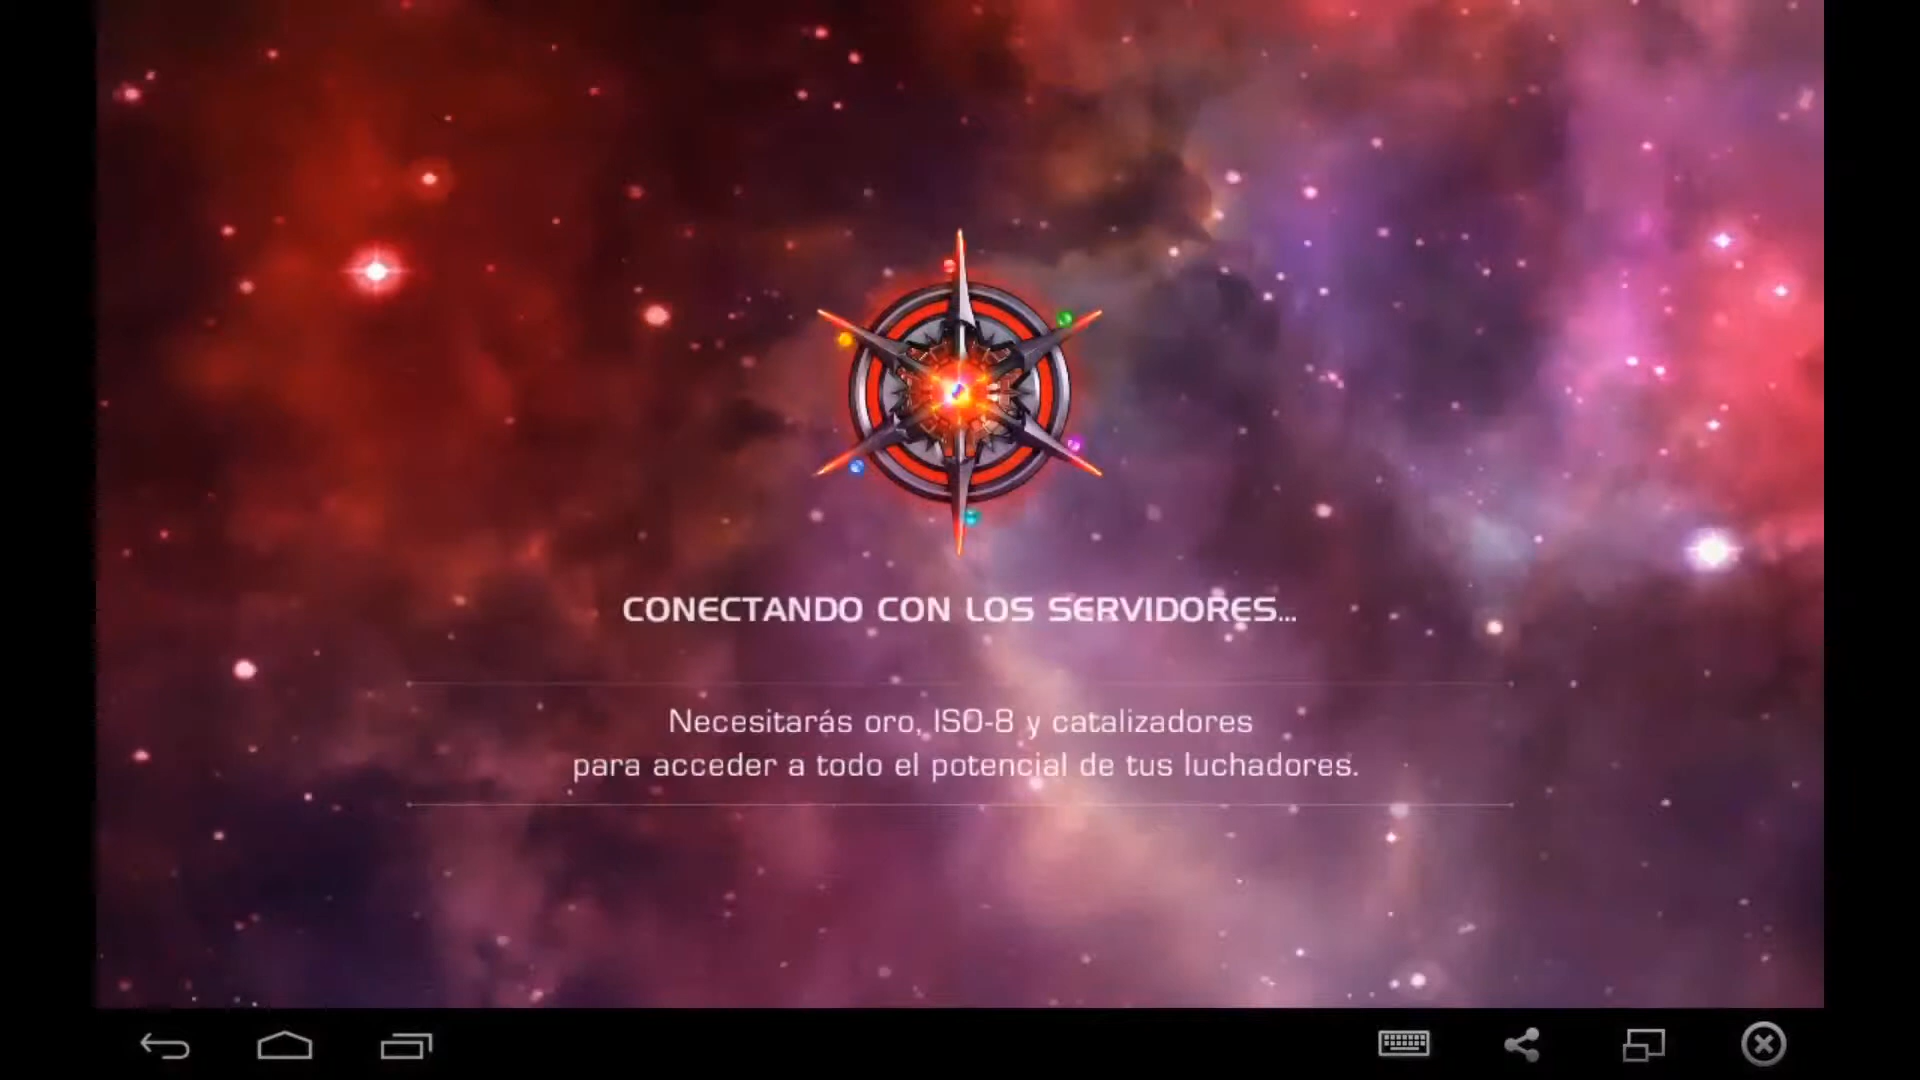 CONECTANDO CON LOS SERVIDORES...
Necesitarás oro, ISO-8 y catalizadores
para acceder a todo el potencial de tus luchadores.